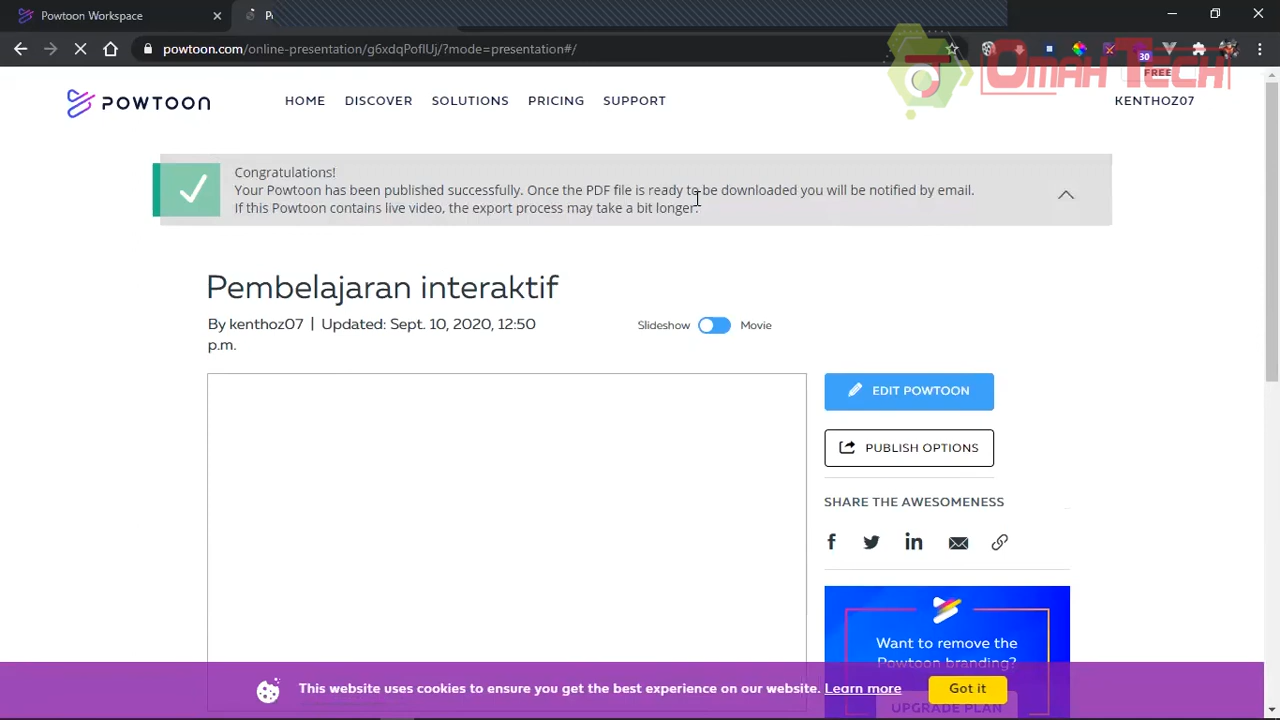 Powtoon Workspace
powtoon.com/online-presentation/g6xdqPoflUj/?mode=presentation#/
30
OMAH TECH
FREE
POWTOON
HOME DISCOVER SOLUTIONS PRICING SUPPORT
KENTHOZ07
Congratulations!
Your Powtoon has been published successfully. Once the PDF file is ready to be downloaded you will be notified by email.
If this Powtoon contains live video, the export process may take a bit longer.
Pembelajaran interaktif
By kenthoz07 | Updated: Sept. 10, 2020, 12:50
p.m.
Slideshow Movie
EDIT POWTOON
PUBLISH OPTIONS
SHARE THE AWESOMENESS
Want to remove the
Powtoon branding?
UPGRADE PLAN
This website uses cookies to ensure you get the best experience on our website. Learn more
Got it